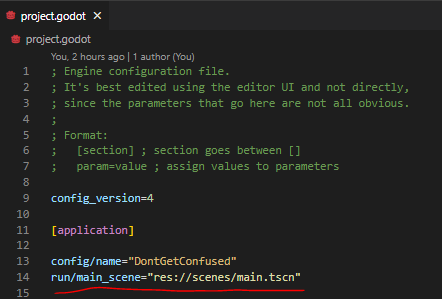 project.godot ×
project.godot
You, 2 hours ago | 1 author (You)
1 ; Engine configuration file.
2 ; It's best edited using the editor UI and not directly,
3 ; since the parameters that go here are not all obvious.
4 ;
5 ; Format:
6 ;   [section] ; section goes between []
7 ;   param=value ; assign values to parameters
8
9 config_version=4
10
11 [application]
12
13 config/name="DontGetConfused"
14 run/main_scene="res://scenes/main.tscn"
15